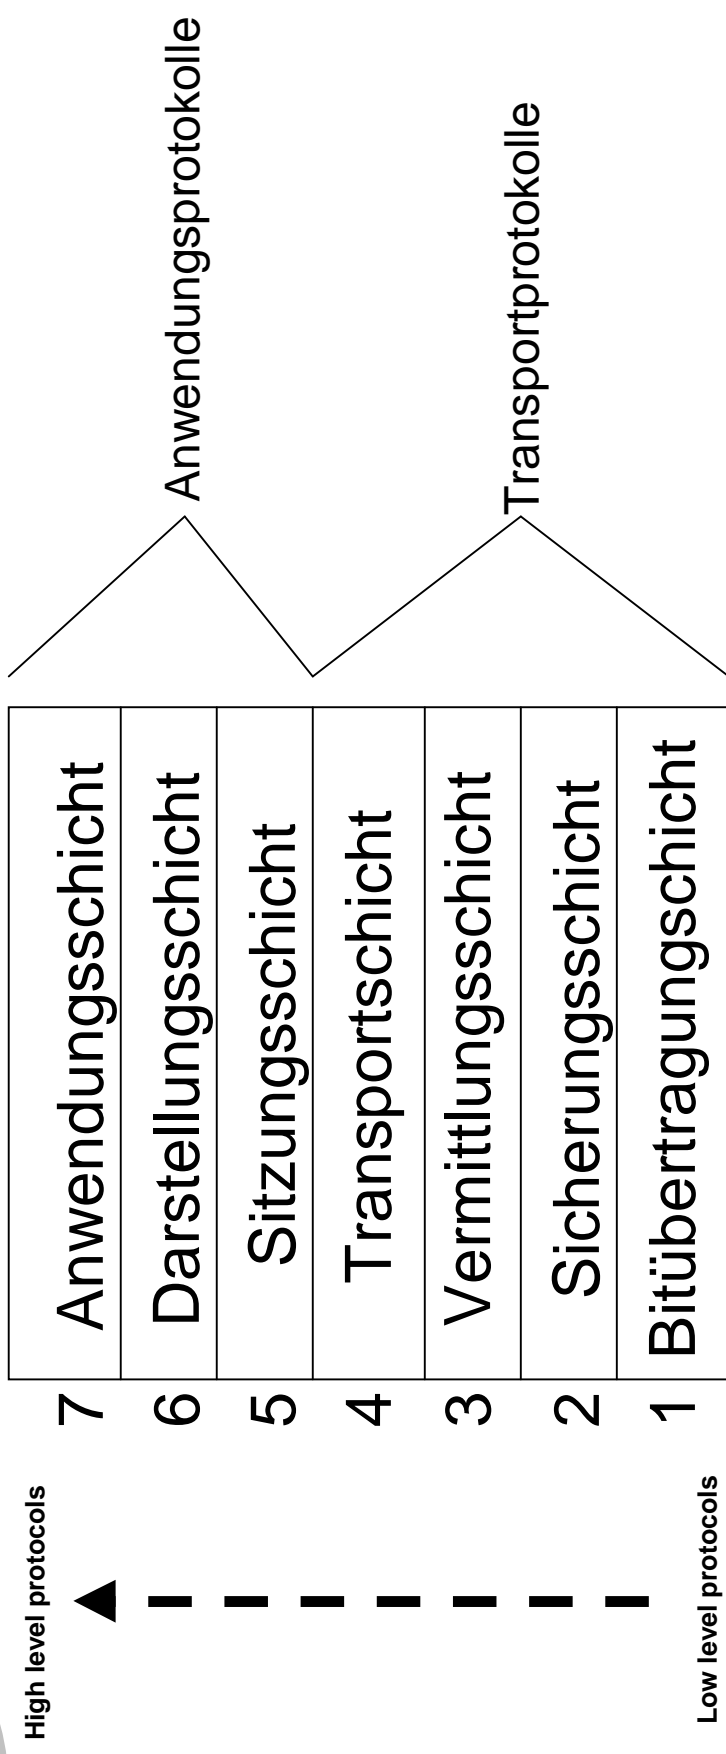 High level protocols
7 Anwendungsschicht
6 Darstellungsschicht
5 Sitzungsschicht
4 Transportschicht
3 Vermittlungsschicht
2 Sicherungsschicht
1 Bitübertragungschicht
Low level protocols
Anwendungsprotokolle
Transportprotokolle